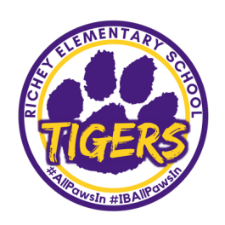 RICHEY ELEMENTARY SCHOOL
TIGERS
#AllPawsIn #IBAllPawsIn